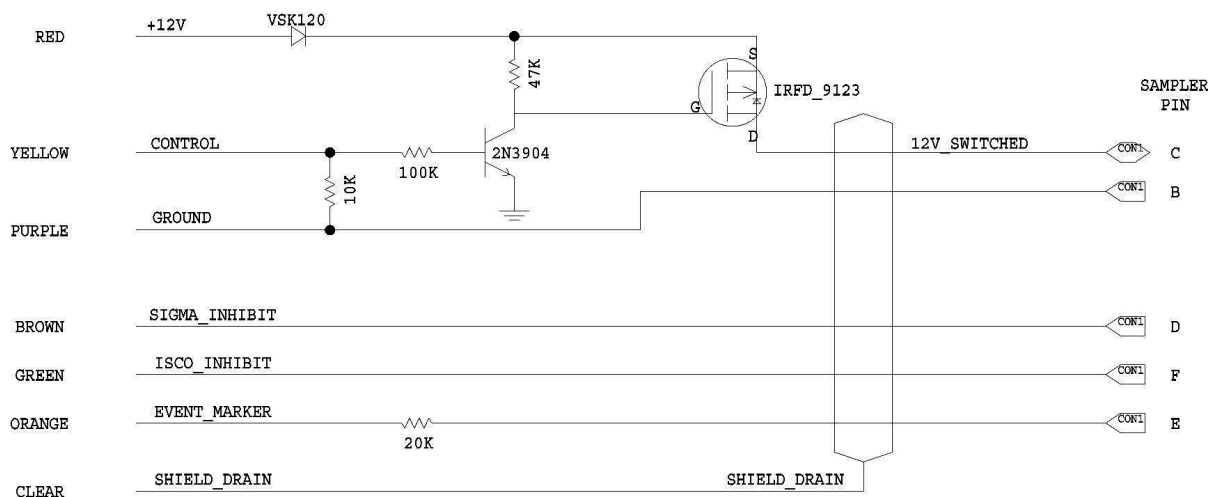 VSK120
RED
+12V
S
47K
IRFD_9123
G
SAMPLER
PIN
D
YELLOW
CONTROL
2N3904
12V_SWITCHED
CON1
C
100K
10K
CON1
B
GROUND
PURPLE
SIGMA_INHIBIT
BROWN
CON1
D
ISCO_INHIBIT
GREEN
CON1
F
EVENT_MARKER
ORANGE
CON1
E
20K
SHIELD_DRAIN
SHIELD_DRAIN
CLEAR